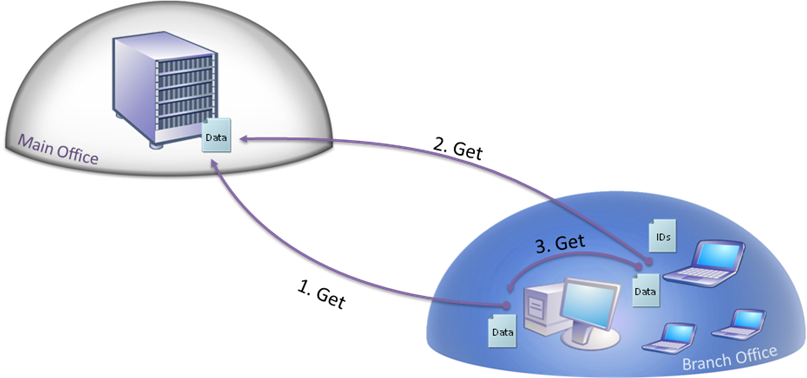 Data
Main Office
2. Get
IDs
3. Get
Data
1. Get
Data
Branch Office